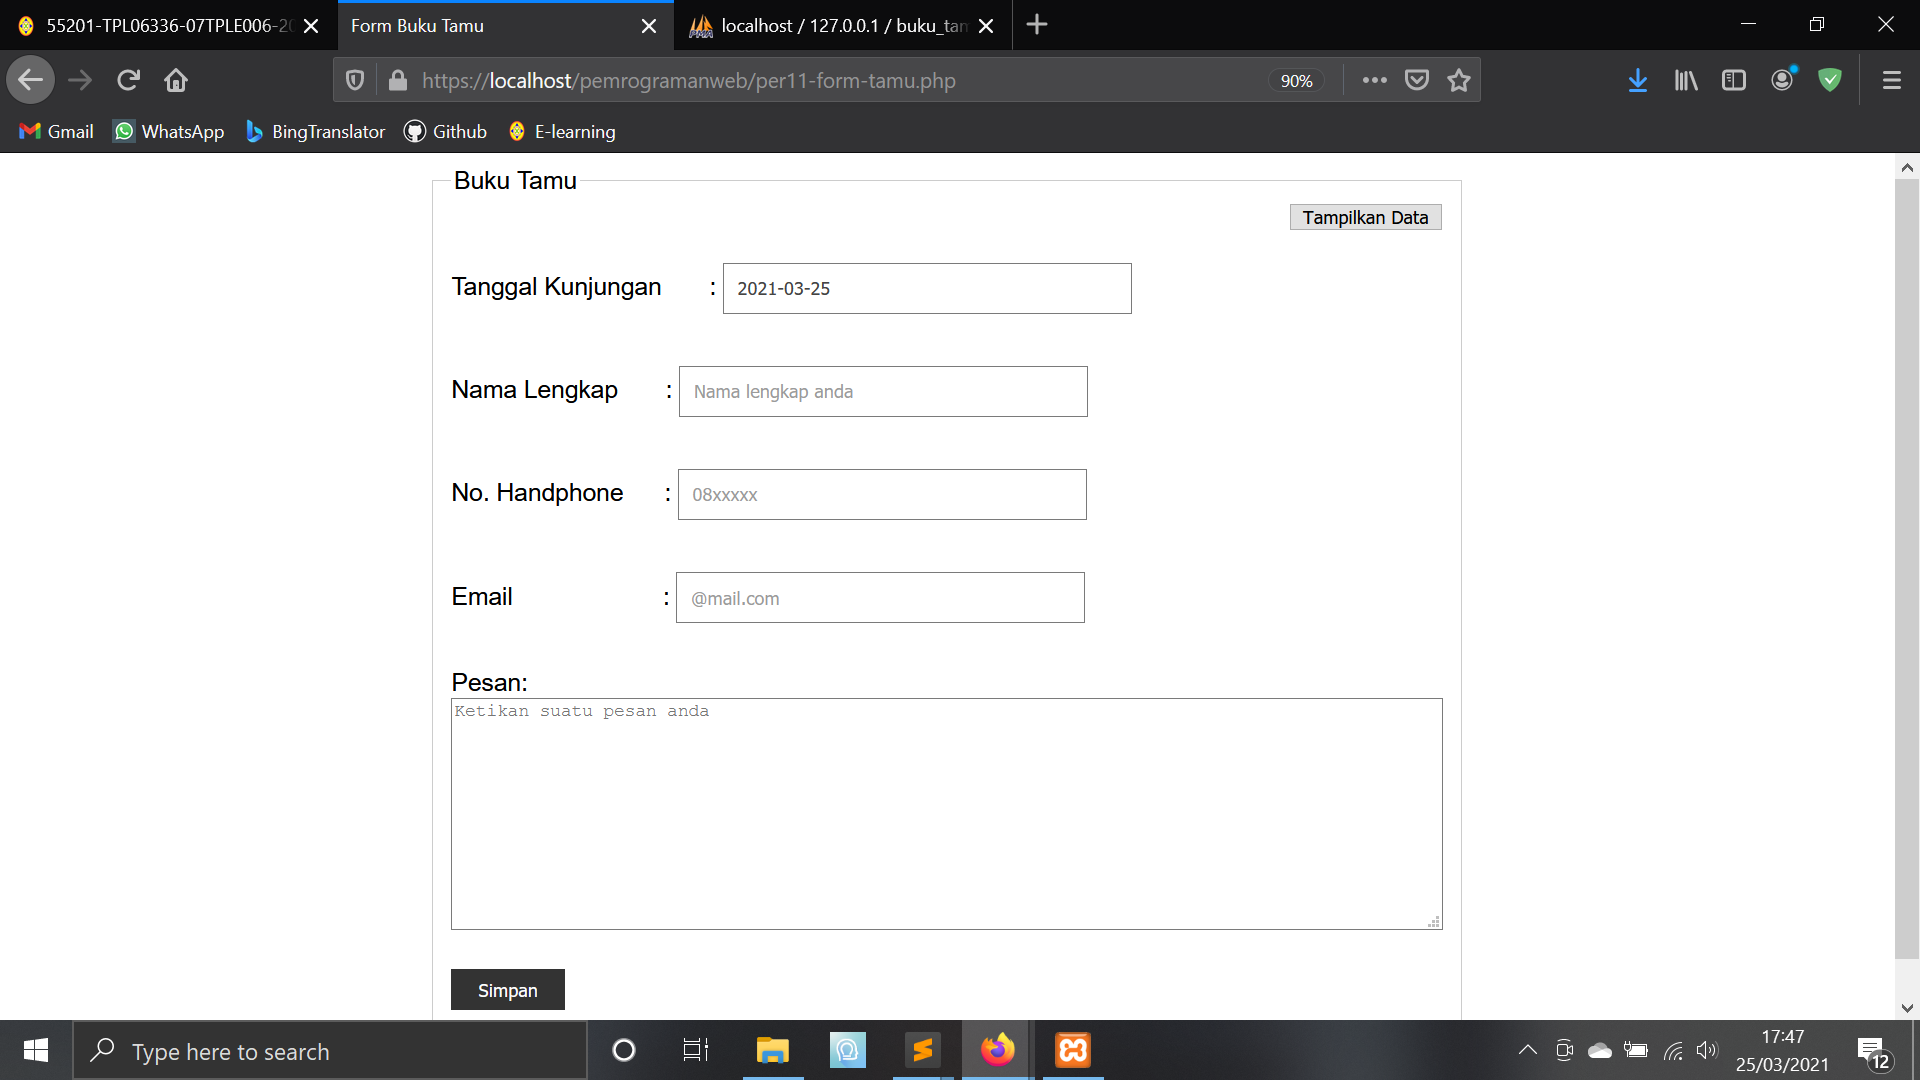 55201-TPL06336-07TPLE006-20
Form Buku Tamu
localhost / 127.0.0.1 / buku_tam
https://localhost/pemrogramanweb/per11-form-tamu.php
90%
Gmail
WhatsApp
BingTranslator
Github
E-learning
Buku Tamu
Tampilkan Data
Tanggal Kunjungan : 2021-03-25
Nama Lengkap : Nama lengkap anda
No. Handphone : 08xxxxx
Email : @mail.com
Pesan:
Ketikan suatu pesan anda
Simpan
Type here to search
17:47
25/03/2021
12